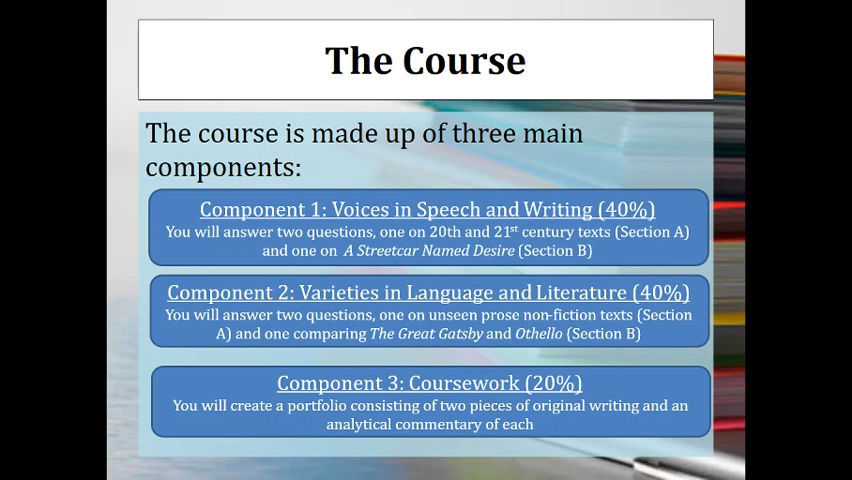 The Course
The course is made up of three main
components:
Component 1: Voices in Speech and Writing (40%)
You will answer two questions, one on 20th and 21st century texts (Section A)
and one on A Streetcar Named Desire (Section B)
Component 2: Varieties in Language and Literature (40%)
You will answer two questions, one on unseen prose non-fiction texts (Section
A) and one comparing The Great Gatsby and Othello (Section B)
Component 3: Coursework (20%)
You will create a portfolio consisting of two pieces of original writing and an
analytical commentary of each